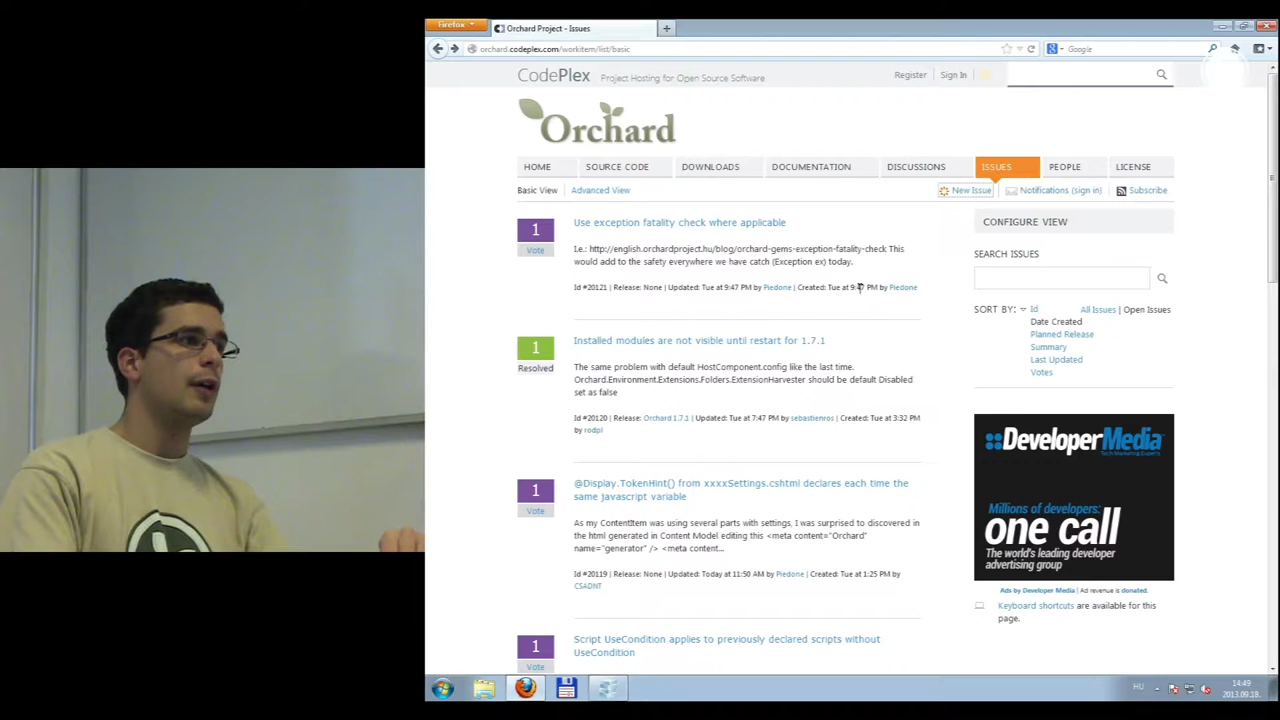 Firefox
Orchard Project - Issues
orchard.codeplex.com/workitem/list/basic
Google
CodePlex Project Hosting for Open Source Software
Register Sign In
Orchard
HOME SOURCE CODE DOWNLOADS DOCUMENTATION DISCUSSIONS ISSUES PEOPLE LICENSE
Basic View Advanced View New Issue Notifications (sign in) Subscribe
1
Vote
Use exception fatality check where applicable
I.e.: http://english.orchardproject.hu/blog/orchard-gems-exception-fatality-check This
would add to the safety everywhere we have catch (Exception ex) today.
Id #20121 | Release: None | Updated: Tue at 9:47 PM by Piedone | Created: Tue at 9:47 PM by Piedone
1
Resolved
Installed modules are not visible until restart for 1.7.1
The same problem with default HostComponent.config like the last time.
Orchard.Environment.Extensions.Folders.ExtensionHarvester should be default Disabled
set as false
Id #20120 | Release: Orchard 1.7.1 | Updated: Tue at 7:47 PM by sebastienros | Created: Tue at 3:32 PM
by rodpl
1
Vote
@Display.TokenHint() from xxxxSettings.cshtml declares each time the
same javascript variable
As my ContentItem was using several parts with settings, I was surprised to discovered in
the html generated in Content Model editing this <meta content="Orchard"
name="generator" /> <meta content...
Id #20119 | Release: None | Updated: Today at 11:50 AM by Piedone | Created: Tue at 1:25 PM by
CSADNT
1
Vote
Script UseCondition applies to previously declared scripts without
UseCondition
CONFIGURE VIEW
SEARCH ISSUES
SORT BY: Id All Issues | Open Issues
Date Created
Planned Release
Summary
Last Updated
Votes
DeveloperMedia
Tech Marketing Experts
Millions of developers:
one call
The world's leading developer
advertising group
Ads by Developer Media | Ad revenue is donated.
Keyboard shortcuts are available for this
page.
HU
14:49
2013.09.18.